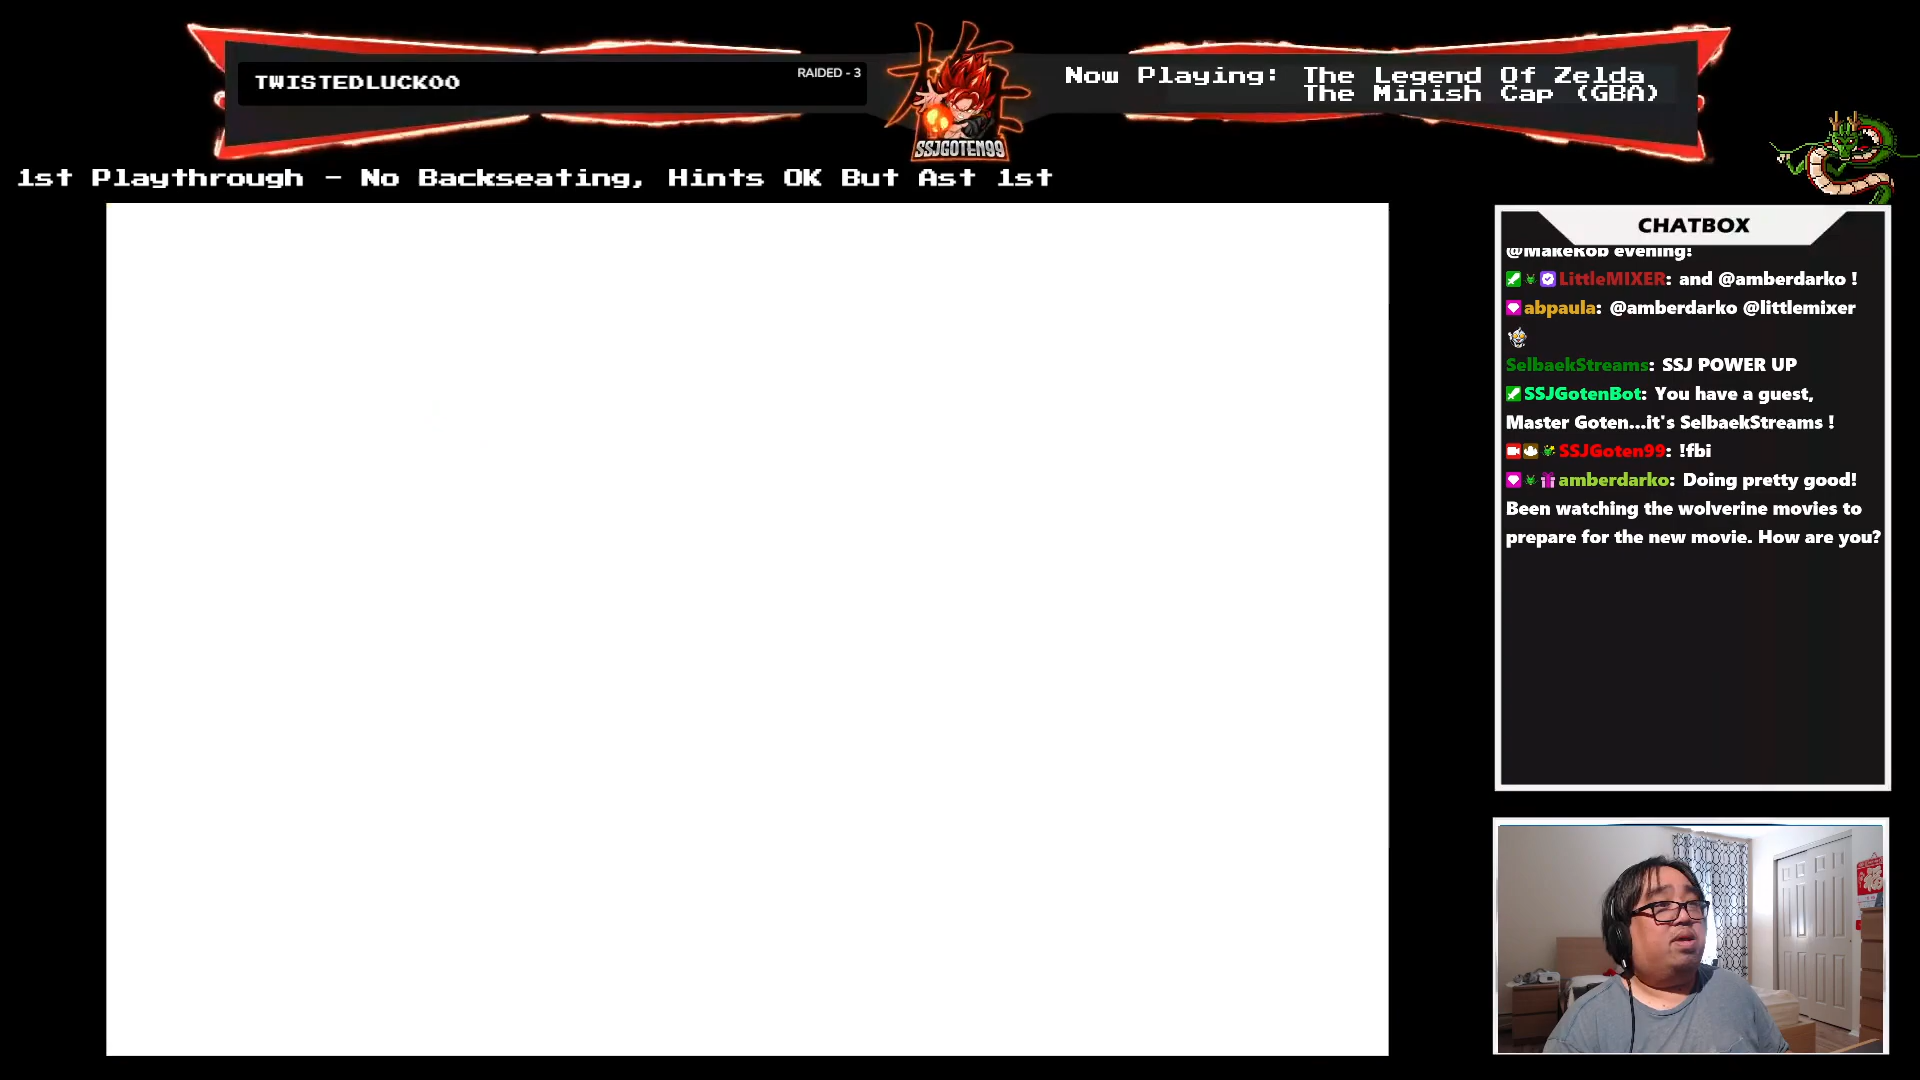 TWISTEDLUCK00
RAIDED - 3
SSJGOTEN99
Now Playing: The Legend Of Zelda
The Minish Cap (GBA)
1st Playthrough - No Backseating, Hints OK But Ast 1st
CHATBOX
@MakeRob evening!
LittleMIXER: and @amberdarko !
abpaula: @amberdarko @littlemixer
SelbaekStreams: SSJ POWER UP
SSJGotenBot: You have a guest,
Master Goten...it's SelbaekStreams !
SSJGoten99: !fbi
amberdarko: Doing pretty good!
Been watching the wolverine movies to
prepare for the new movie. How are you?